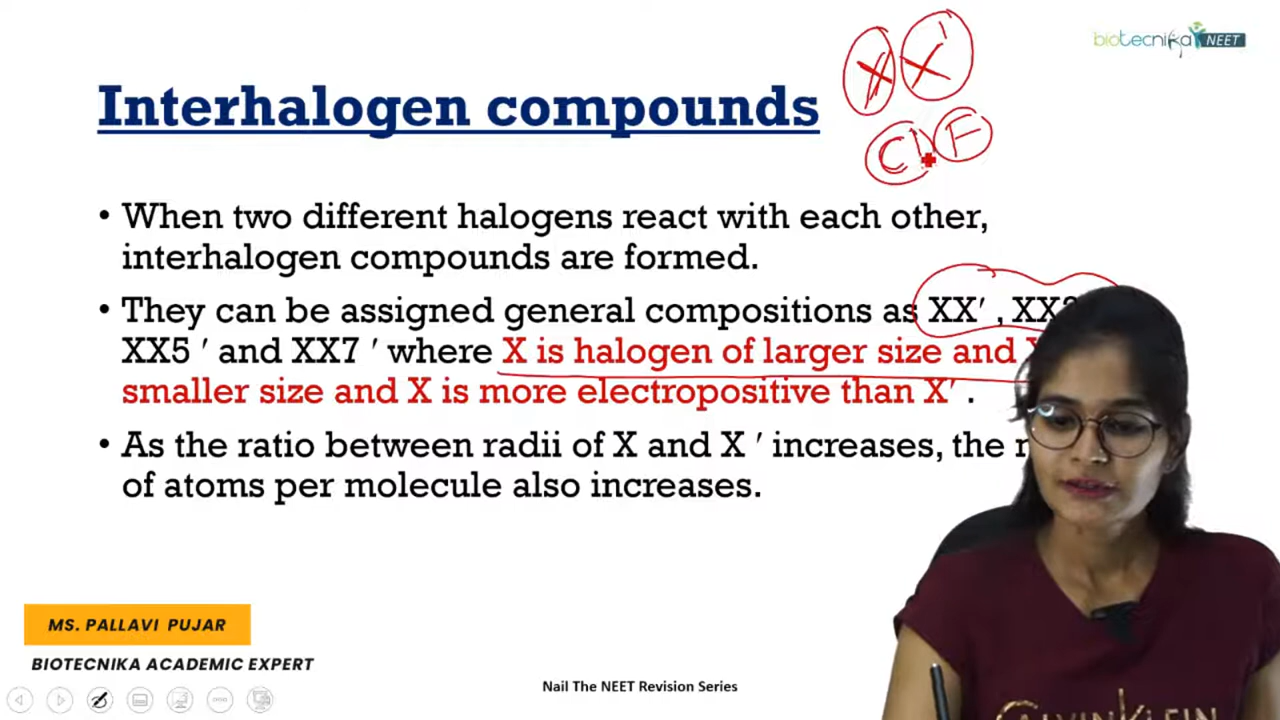 X X'
biotecnika NEET
Interhalogen compounds
Cl F
• When two different halogens react with each other,
interhalogen compounds are formed.
• They can be assigned general compositions as XX′ ,
XX5 ′ and XX7 ′ where X is halogen of larger size and
smaller size and X is more electropositive than X′ .
• As the ratio between radii of X and X ′ increases, the
of atoms per molecule also increases.
MS. PALLAVI PUJAR
BIOTECNIKA ACADEMIC EXPERT
Nail The NEET Revision Series